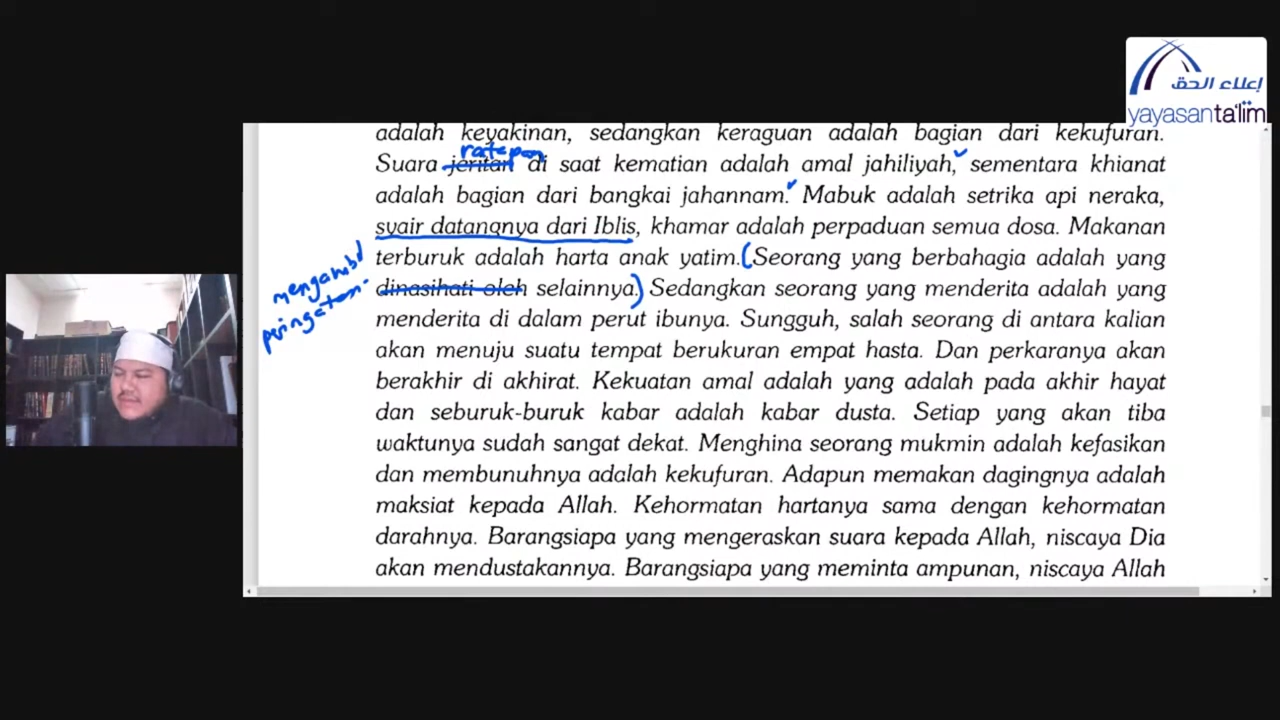 إعلاء الحق
yayasanta'lim
adalah keyakinan, sedangkan keraguan adalah bagian dari kekufuran.
ratapan
Suara jeritan di saat kematian adalah amal jahiliyah, sementara khianat
adalah bagian dari bangkai jahannam. Mabuk adalah setrika api neraka,
syair datangnya dari Iblis, khamar adalah perpaduan semua dosa. Makanan
terburuk adalah harta anak yatim. (Seorang yang berbahagia adalah yang
mengambil
peringatan
dinasihati oleh selainnya.) Sedangkan seorang yang menderita adalah yang
menderita di dalam perut ibunya. Sungguh, salah seorang di antara kalian
akan menuju suatu tempat berukuran empat hasta. Dan perkaranya akan
berakhir di akhirat. Kekuatan amal adalah yang adalah pada akhir hayat
dan seburuk-buruk kabar adalah kabar dusta. Setiap yang akan tiba
waktunya sudah sangat dekat. Menghina seorang mukmin adalah kefasikan
dan membunuhnya adalah kekufuran. Adapun memakan dagingnya adalah
maksiat kepada Allah. Kehormatan hartanya sama dengan kehormatan
darahnya. Barangsiapa yang mengeraskan suara kepada Allah, niscaya Dia
akan mendustakannya. Barangsiapa yang meminta ampunan, niscaya Allah